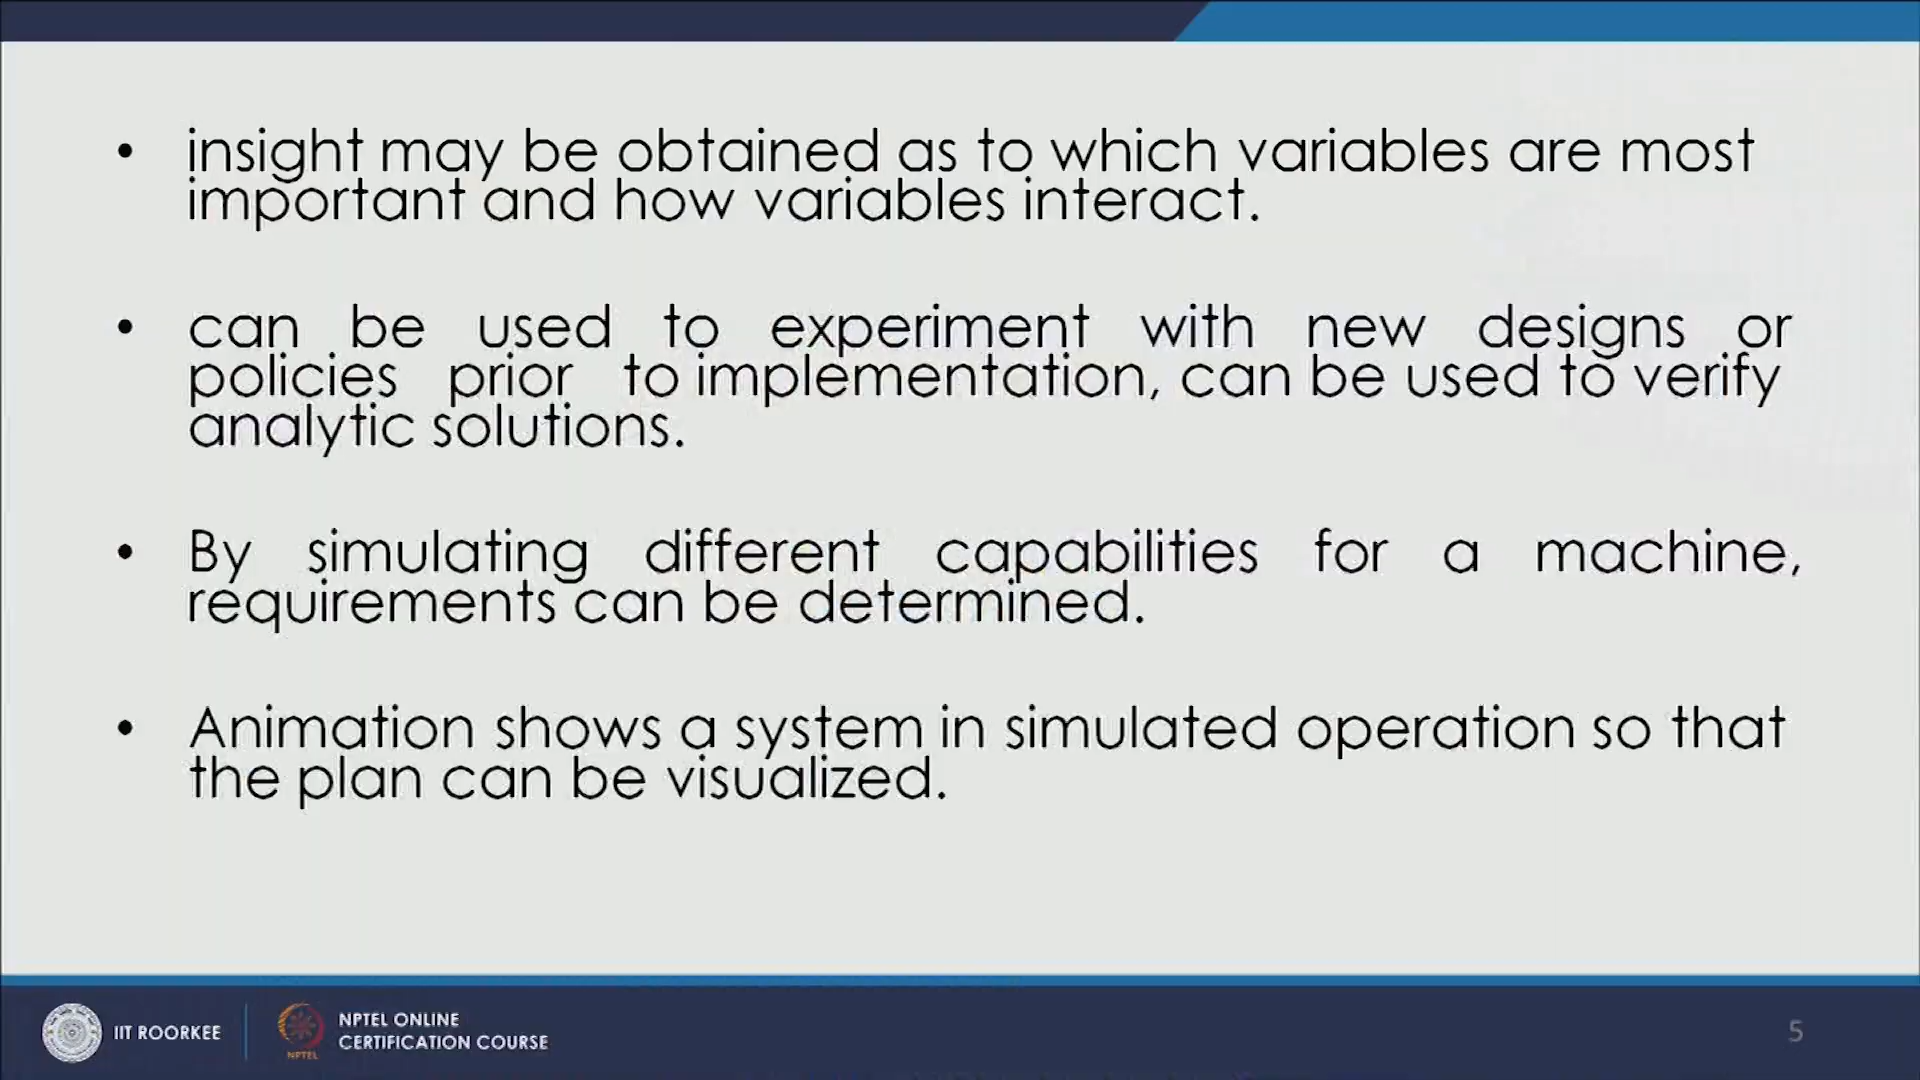 • insight may be obtained as to which variables are most
important and how variables interact.
• can be used to experiment with new designs or
policies prior to implementation, can be used to verify
analytic solutions.
• By simulating different capabilities for a machine,
requirements can be determined.
• Animation shows a system in simulated operation so that
the plan can be visualized.
IIT ROORKEE
NPTEL
NPTEL ONLINE
CERTIFICATION COURSE
5